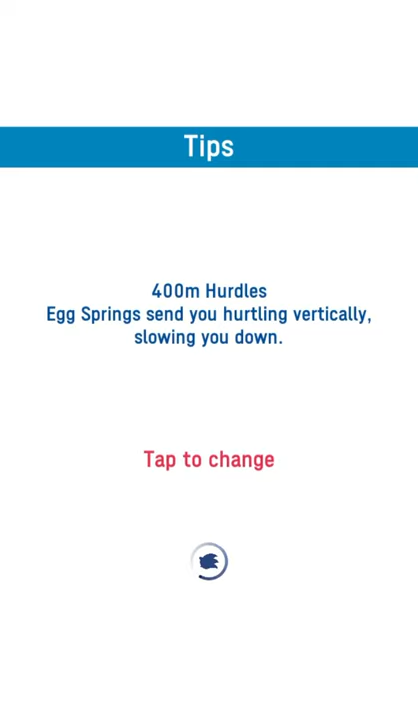 Tips
400m Hurdles
Egg Springs send you hurtling vertically,
slowing you down.
Tap to change